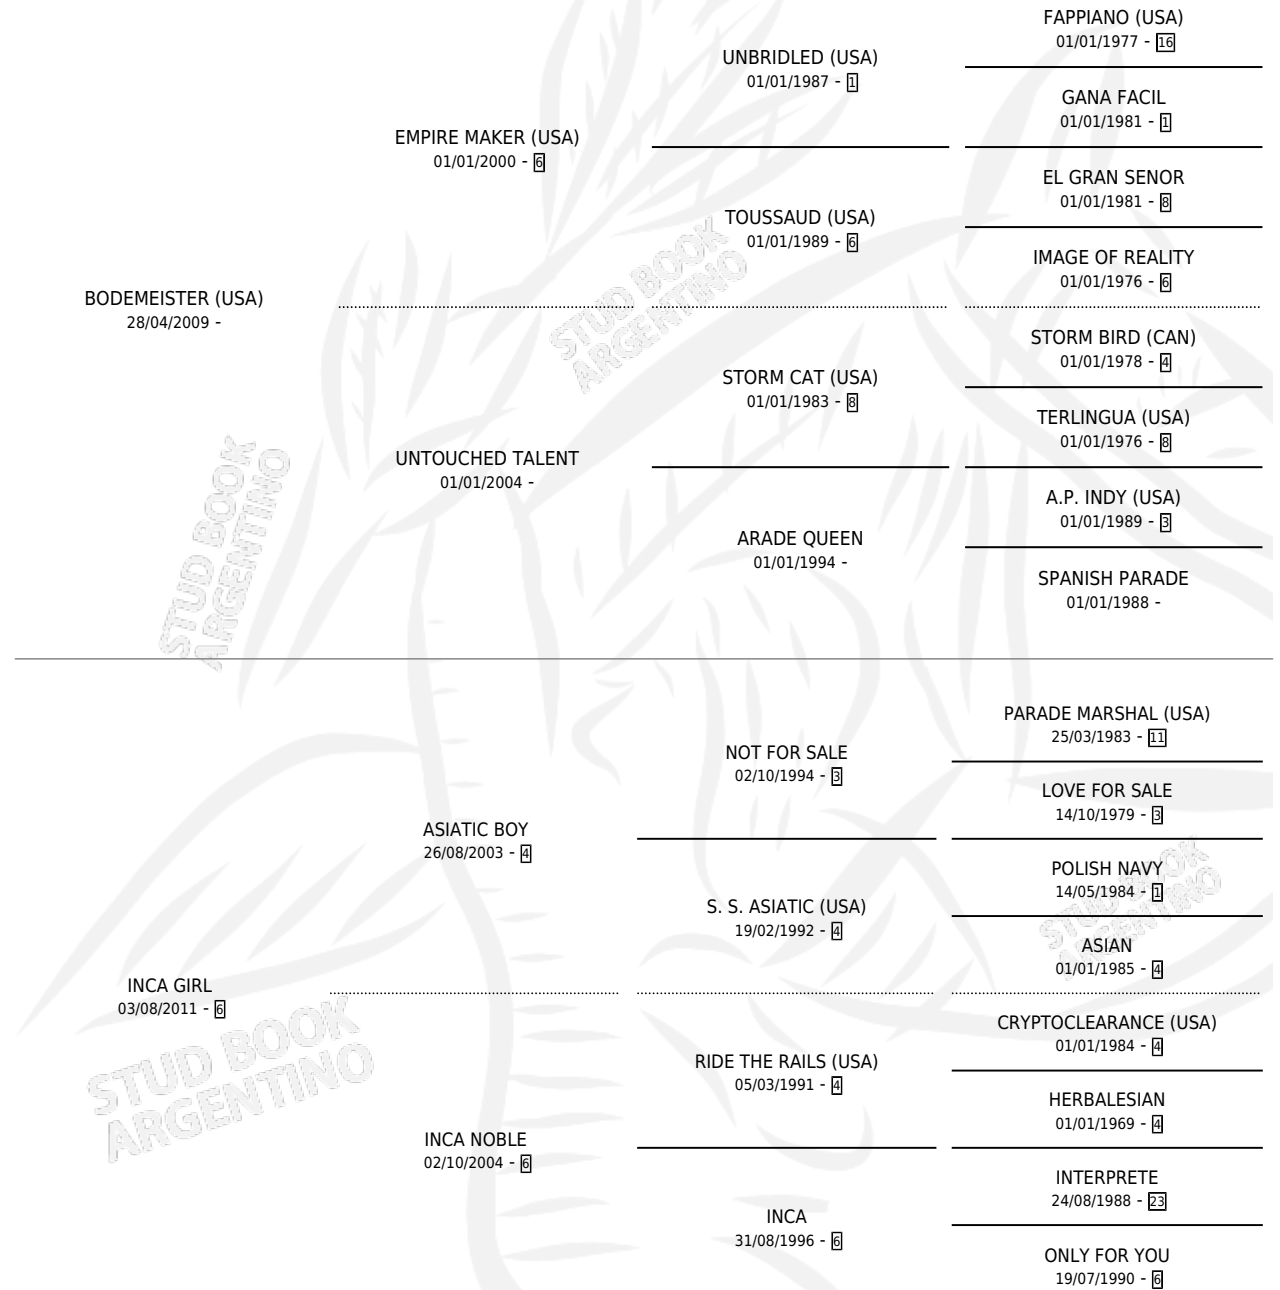 FAPPIANO (USA)
01/01/1977 - 16
UNBRIDLED (USA)
01/01/1987 - 1
GANA FACIL
01/01/1981 - 1
EMPIRE MAKER (USA)
01/01/2000 - 6
EL GRAN SENOR
01/01/1981 - 8
TOUSSAUD (USA)
01/01/1989 - 6
IMAGE OF REALITY
01/01/1976 - 6
BODEMEISTER (USA)
28/04/2009 -
STORM BIRD (CAN)
01/01/1978 - 4
STORM CAT (USA)
01/01/1983 - 8
TERLINGUA (USA)
01/01/1976 - 8
UNTOUCHED TALENT
01/01/2004 -
A.P. INDY (USA)
01/01/1989 - 3
ARADE QUEEN
01/01/1994 -
SPANISH PARADE
01/01/1988 -
PARADE MARSHAL (USA)
25/03/1983 - 11
NOT FOR SALE
02/10/1994 - 3
LOVE FOR SALE
14/10/1979 - 3
ASIATIC BOY
26/08/2003 - 4
POLISH NAVY
14/05/1984 - 1
S. S. ASIATIC (USA)
19/02/1992 - 4
ASIAN
01/01/1985 - 4
INCA GIRL
03/08/2011 - 6
CRYPTOCLEARANCE (USA)
01/01/1984 - 4
RIDE THE RAILS (USA)
05/03/1991 - 4
HERBALESIAN
01/01/1969 - 4
INCA NOBLE
02/10/2004 - 6
INTERPRETE
24/08/1988 - 23
INCA
31/08/1996 - 6
ONLY FOR YOU
19/07/1990 - 6
STUD BOOK
ARGENTINO
STUD BOOK
ARGENTINO
STUD BOOK
ARGENTINO
STUD BOOK
ARGENTINO